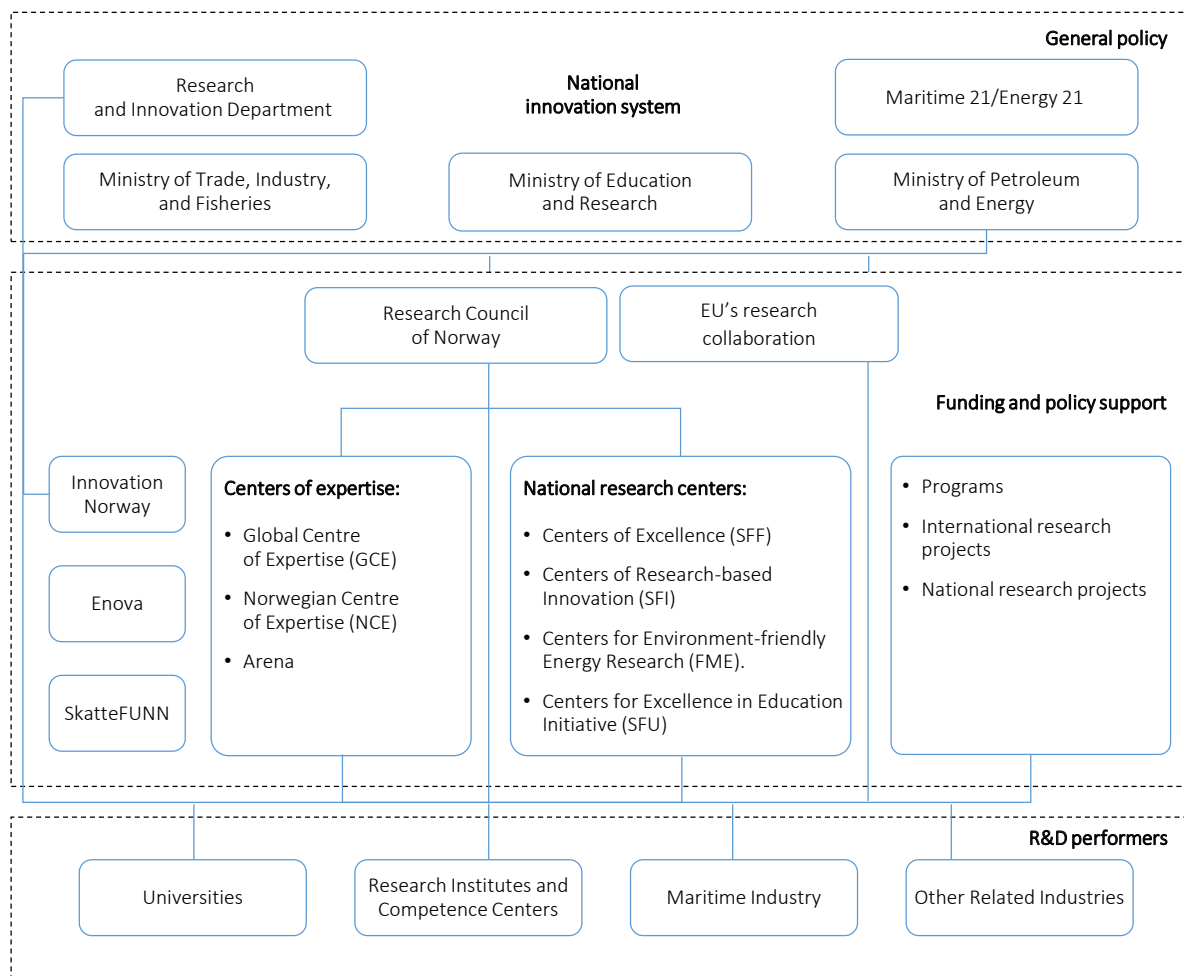 General policy
Research
and Innovation Department
National
innovation system
Maritime 21/Energy 21
Ministry of Trade, Industry,
and Fisheries
Ministry of Education
and Research
Ministry of Petroleum
and Energy
Research Council
of Norway
EU’s research
collaboration
Funding and policy support
Innovation
Norway
Enova
SkatteFUNN
Centers of expertise:
• Global Centre
of Expertise (GCE)
• Norwegian Centre
of Expertise (NCE)
• Arena
National research centers:
• Centers of Excellence (SFF)
• Centers of Research-based
Innovation (SFI)
• Centers for Environment-friendly
Energy Research (FME).
• Centers for Excellence in Education
Initiative (SFU)
• Programs
• International research
projects
• National research projects
R&D performers
Universities
Research Institutes and
Competence Centers
Maritime Industry
Other Related Industries